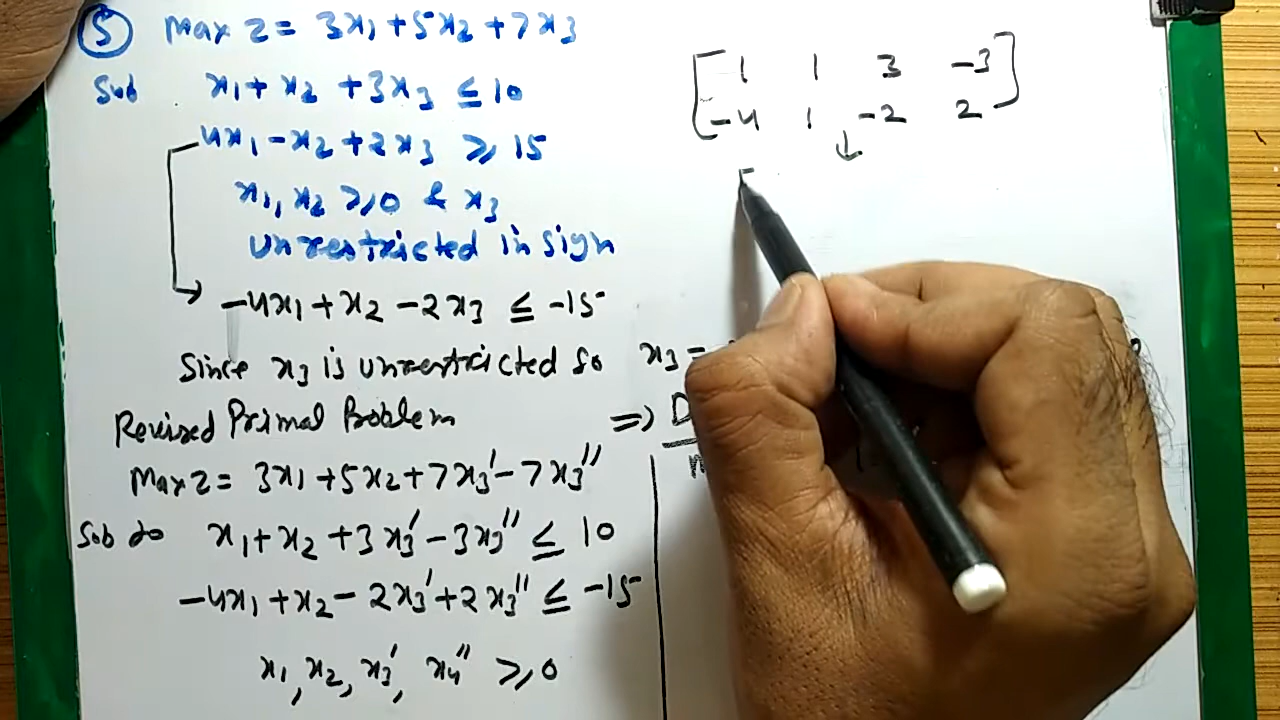 (5) Max Z = 3x1 + 5x2 + 7x3
Sub x1 + x2 + 3x3 ≤ 10
4x1 - x2 + 2x3 ≥ 15
x1, x2 ≥ 0 & x3
unrestricted in sign
-4x1 + x2 - 2x3 ≤ -15
Since x3 is unrestricted So x3 =
Revised Primal Problem
Max Z = 3x1 + 5x2 + 7x3' - 7x3''
Sub to x1 + x2 + 3x3' - 3x3'' ≤ 10
-4x1 + x2 - 2x3' + 2x3'' ≤ -15
x1, x2, x3', x4'' ≥ 0
1 1 3 -3
-4 1 -2 2
⇒ D